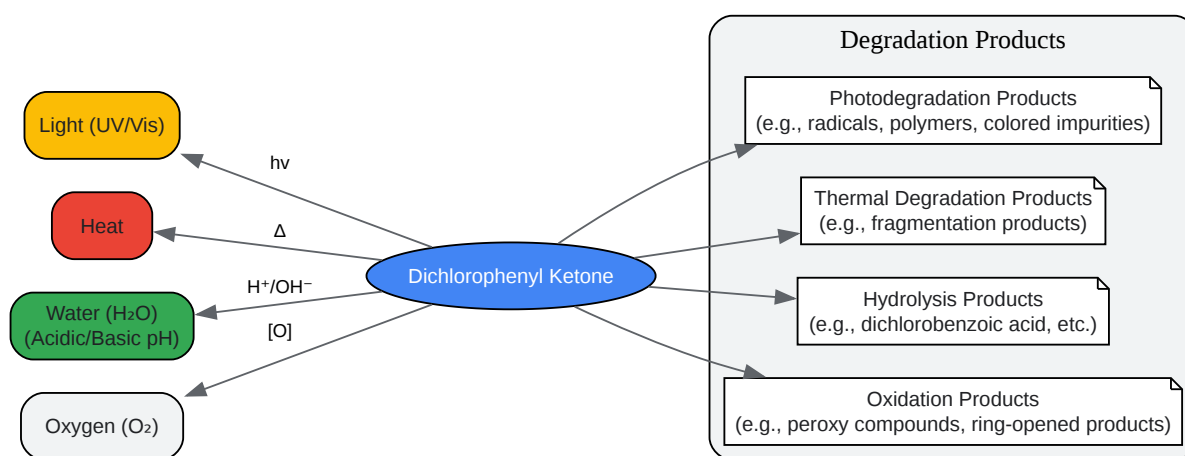 Degradation Products
Photodegradation Products
(e.g., radicals, polymers, colored impurities)
Light (UV/Vis)
hν
Thermal Degradation Products
(e.g., fragmentation products)
Heat
Δ
Dichlorophenyl Ketone
H⁺/OH⁻
Hydrolysis Products
(e.g., dichlorobenzoic acid, etc.)
Water (H₂O)
(Acidic/Basic pH)
[O]
Oxidation Products
(e.g., peroxy compounds, ring-opened products)
Oxygen (O₂)